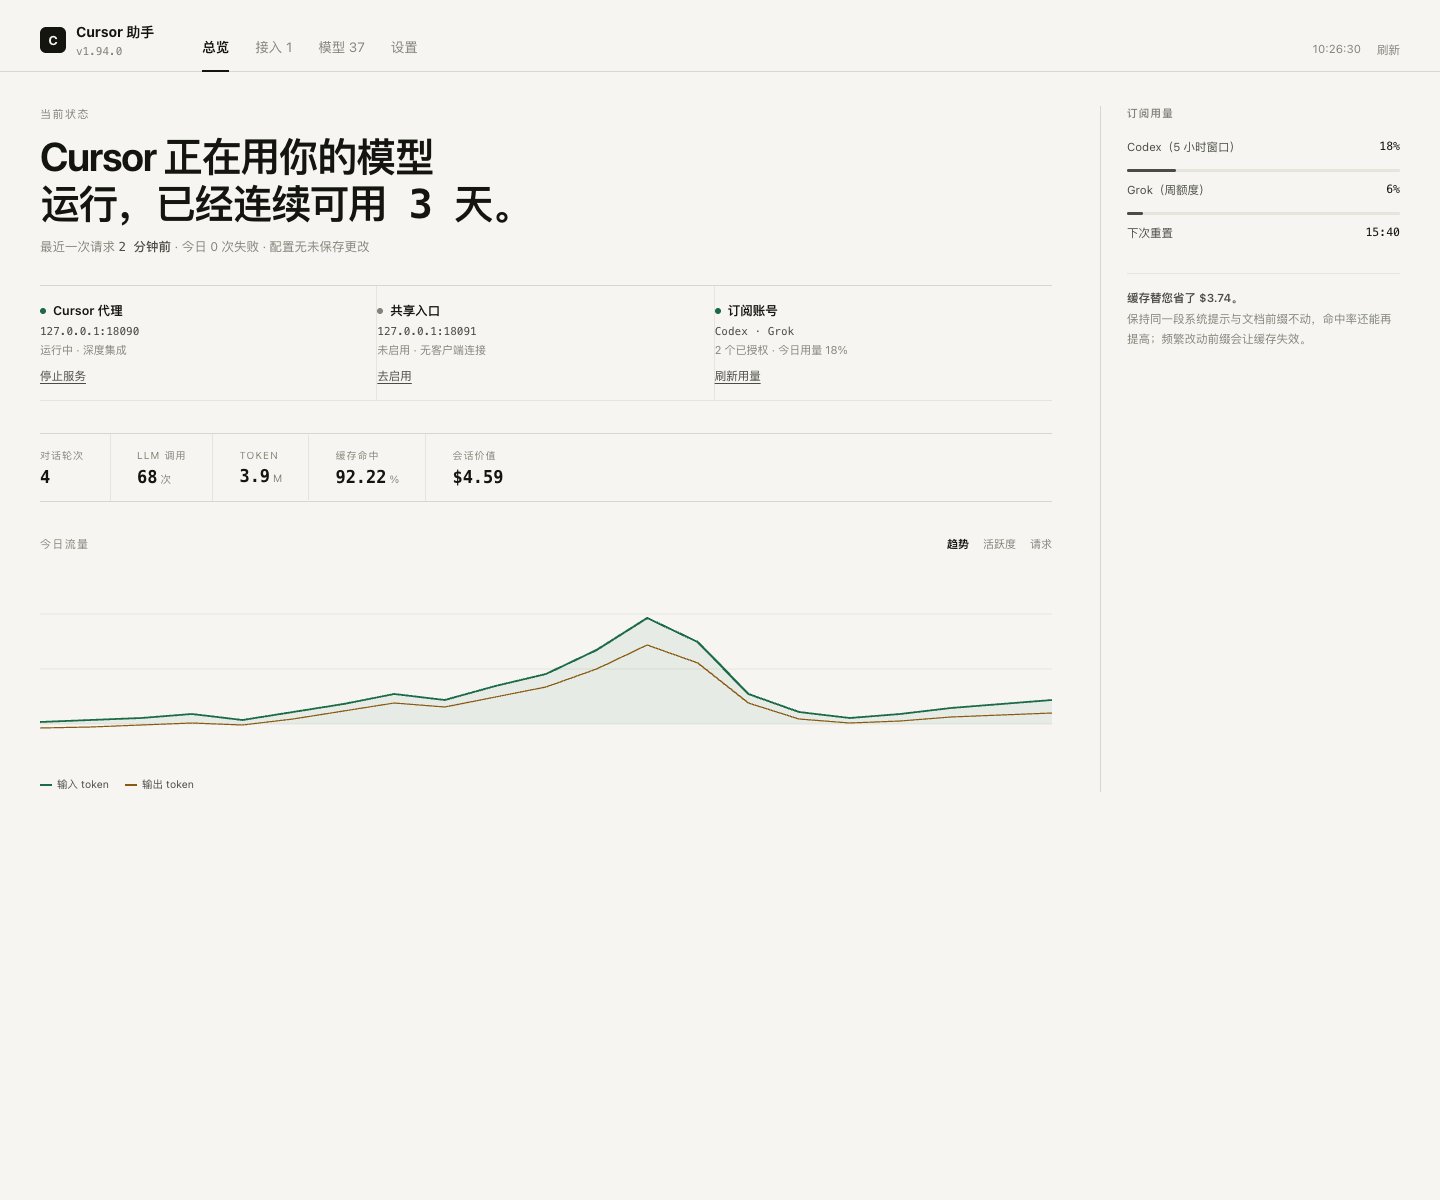 C
Cursor 助手
v1.94.0
总览
接入 1
模型 37
设置
10:26:30
刷新
当前状态
Cursor 正在用你的模型
运行，已经连续可用 3 天。
最近一次请求 2 分钟前 · 今日 0 次失败 · 配置无未保存更改
Cursor 代理
127.0.0.1:18090
运行中 · 深度集成
停止服务
共享入口
127.0.0.1:18091
未启用 · 无客户端连接
去启用
订阅账号
Codex · Grok
2 个已授权 · 今日用量 18%
刷新用量
对话轮次
4
LLM 调用
68 次
TOKEN
3.9 M
缓存命中
92.22 %
会话价值
$4.59
今日流量
趋势
活跃度
请求
输入 token
输出 token
订阅用量
Codex（5 小时窗口）
18%
Grok（周额度）
6%
下次重置
15:40
缓存替您省了 $3.74。
保持同一段系统提示与文档前缀不动，命中率还能再
提高；频繁改动前缀会让缓存失效。